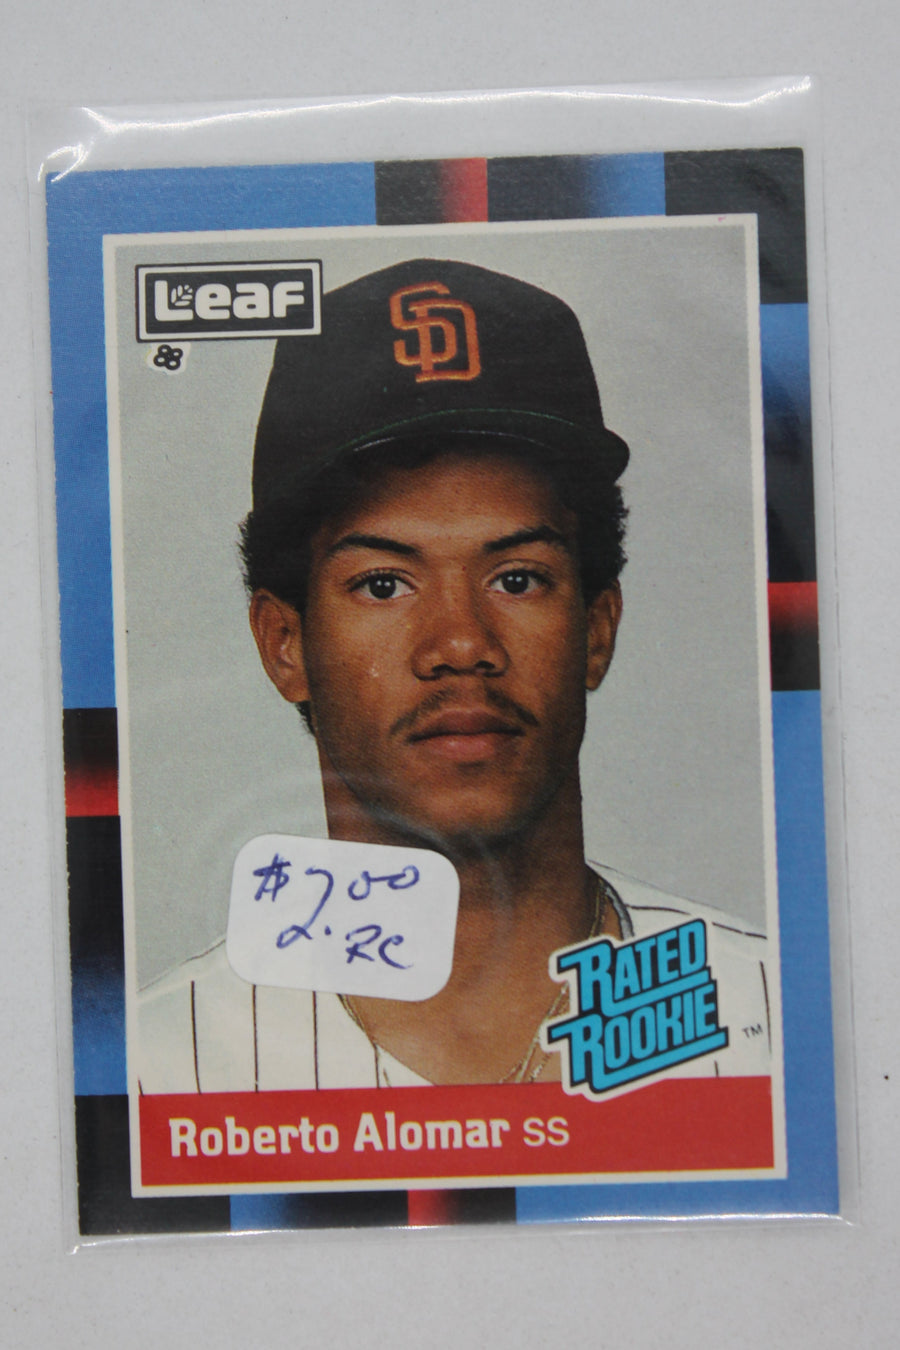 Leaf
$2.00
RC
RATED
ROOKIE
TM
Roberto Alomar SS
SD